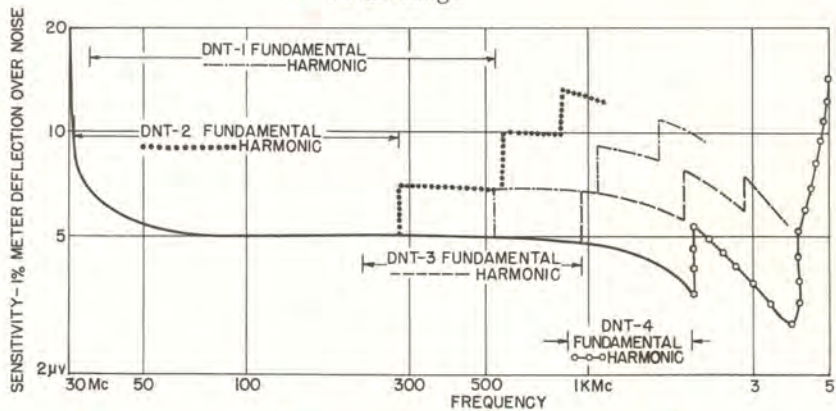 SENSITIVITY-1% METER DEFLECTION OVER NOISE
20
10
5
2μv
DNT-1 FUNDAMENTAL
HARMONIC
DNT-2 FUNDAMENTAL
HARMONIC
DNT-3 FUNDAMENTAL
HARMONIC
DNT-4
FUNDAMENTAL
HARMONIC
30Mc 50 100 300 500 1KMc 3 5
FREQUENCY